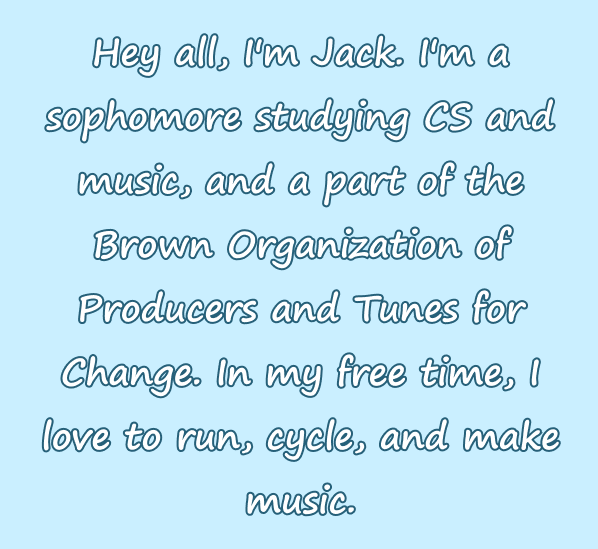 Hey all, I'm Jack. I'm a
sophomore studying CS and
music, and a part of the
Brown Organization of
Producers and Tunes for
Change. In my free time, I
love to run, cycle, and make
music.